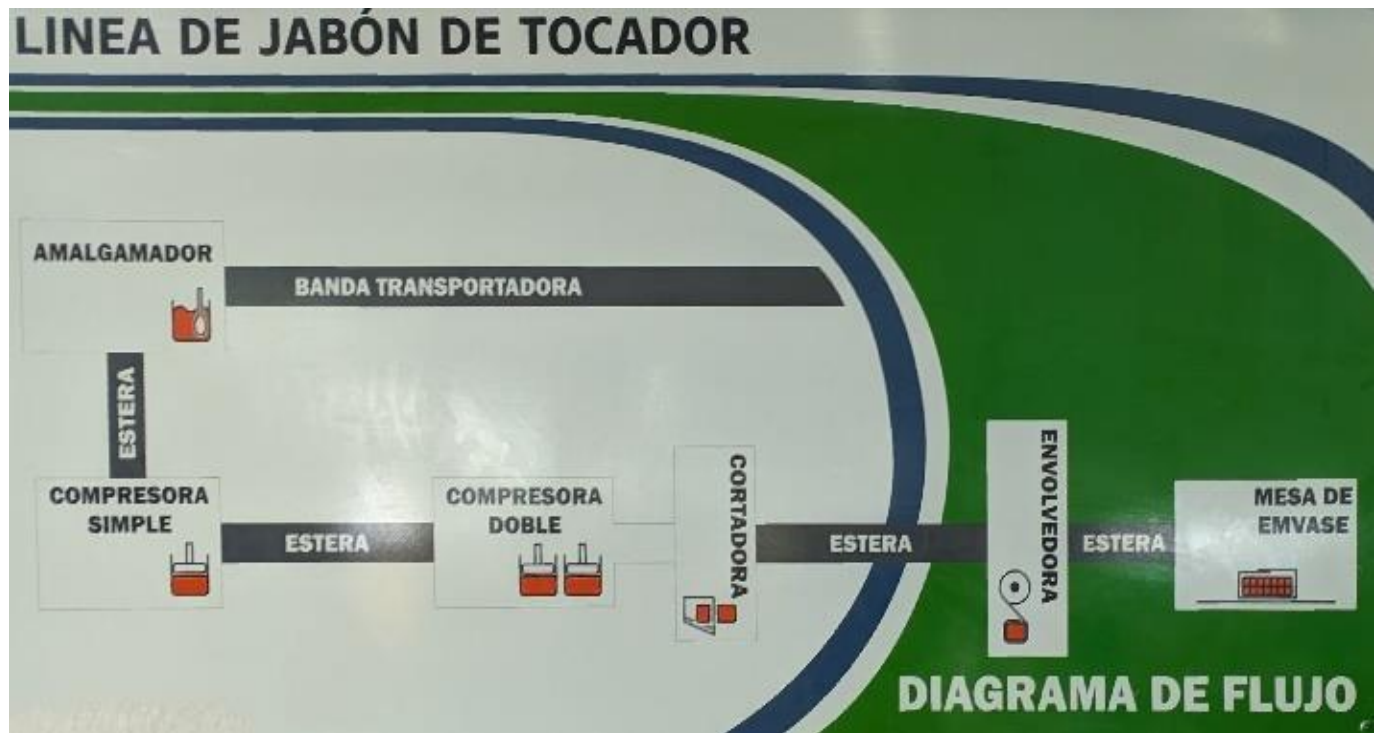 LINEA DE JABÓN DE TOCADOR
AMALGAMADOR
BANDA TRANSPORTADORA
ESTERA
COMPRESORA
SIMPLE
ESTERA
COMPRESORA
DOBLE
CORTADORA
ESTERA
ENVOLVEDORA
ESTERA
MESA DE
EMVASE
DIAGRAMA DE FLUJO